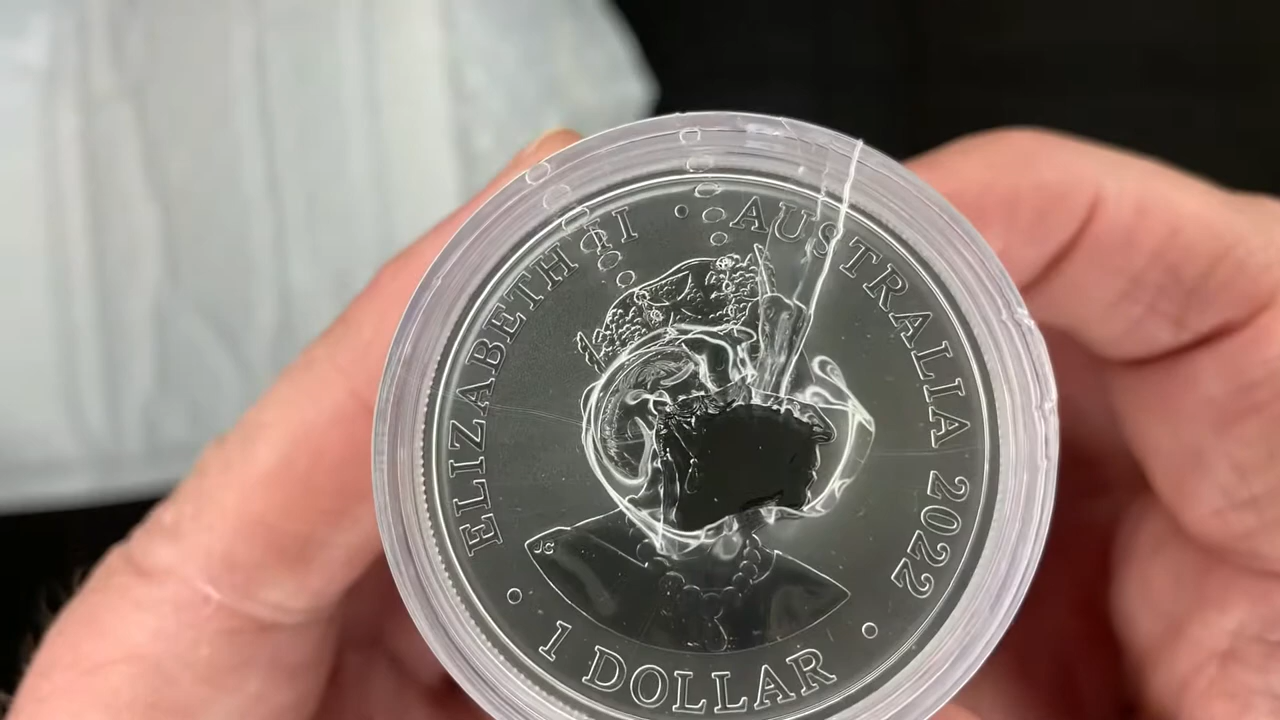 ELIZABETH II • AUSTRALIA 2022
• 1 DOLLAR •
JC